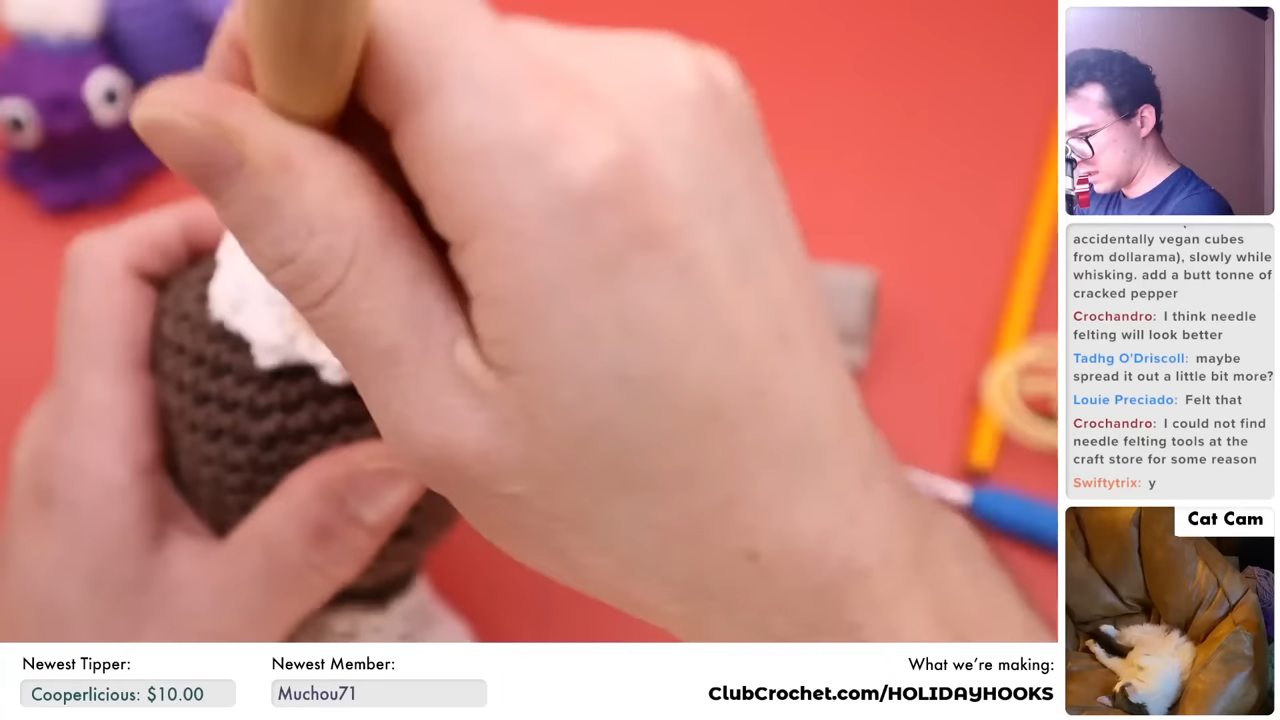 accidentally vegan cubes
from dollarama), slowly while
whisking. add a butt tonne of
cracked pepper
Crochandro: I think needle
felting will look better
Tadhg O'Driscoll: maybe
spread it out a little bit more?
Louie Preciado: Felt that
Crochandro: I could not find
needle felting tools at the
craft store for some reason
Swiftytrix: y
Cat Cam
Newest Tipper:
Cooperlicious: $10.00
Newest Member:
Muchou71
What we're making:
ClubCrochet.com/HOLIDAYHOOKS